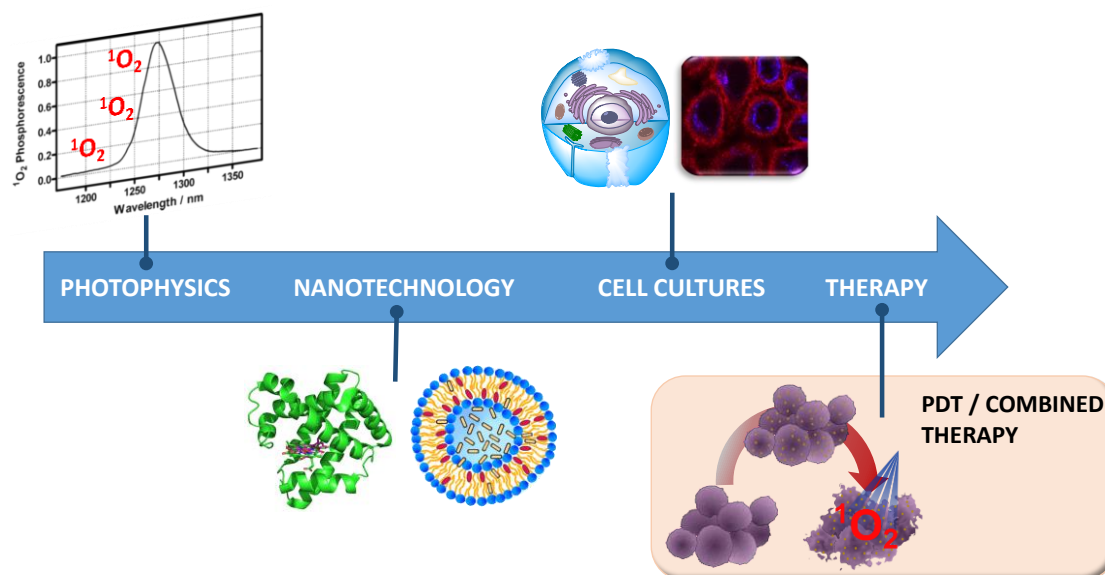 1.0
0.8
0.6
0.4
0.2
0.0
¹O₂ Phosphorescence
¹O₂
¹O₂
¹O₂
1200 1250 1300 1350
Wavelength / nm
PHOTOPHYSICS NANOTECHNOLOGY CELL CULTURES THERAPY
PDT / COMBINED
THERAPY
¹O₂